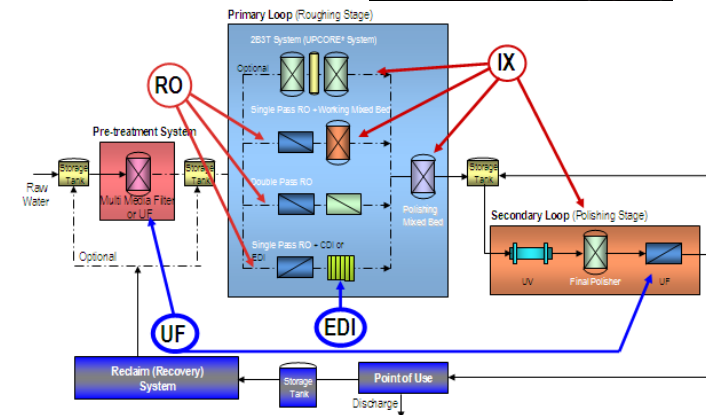 Primary Loop (Roughing Stage)
2B3T System (UPCORE* System)
Optional
RO
IX
Single Pass RO + Working Mixed Bed
Pre-treatment System
Storage
Tank
Storage
Tank
Storage
Tank
Raw
Water
Multi Media Filter
or UF
Double Pass RO
Polishing
Mixed Bed
Secondary Loop (Polishing Stage)
Optional
Single Pass RO + CDI or
EDI
UV
Final Polisher
UF
UF
EDI
Reclaim (Recovery)
System
Storage
Tank
Point of Use
Discharge